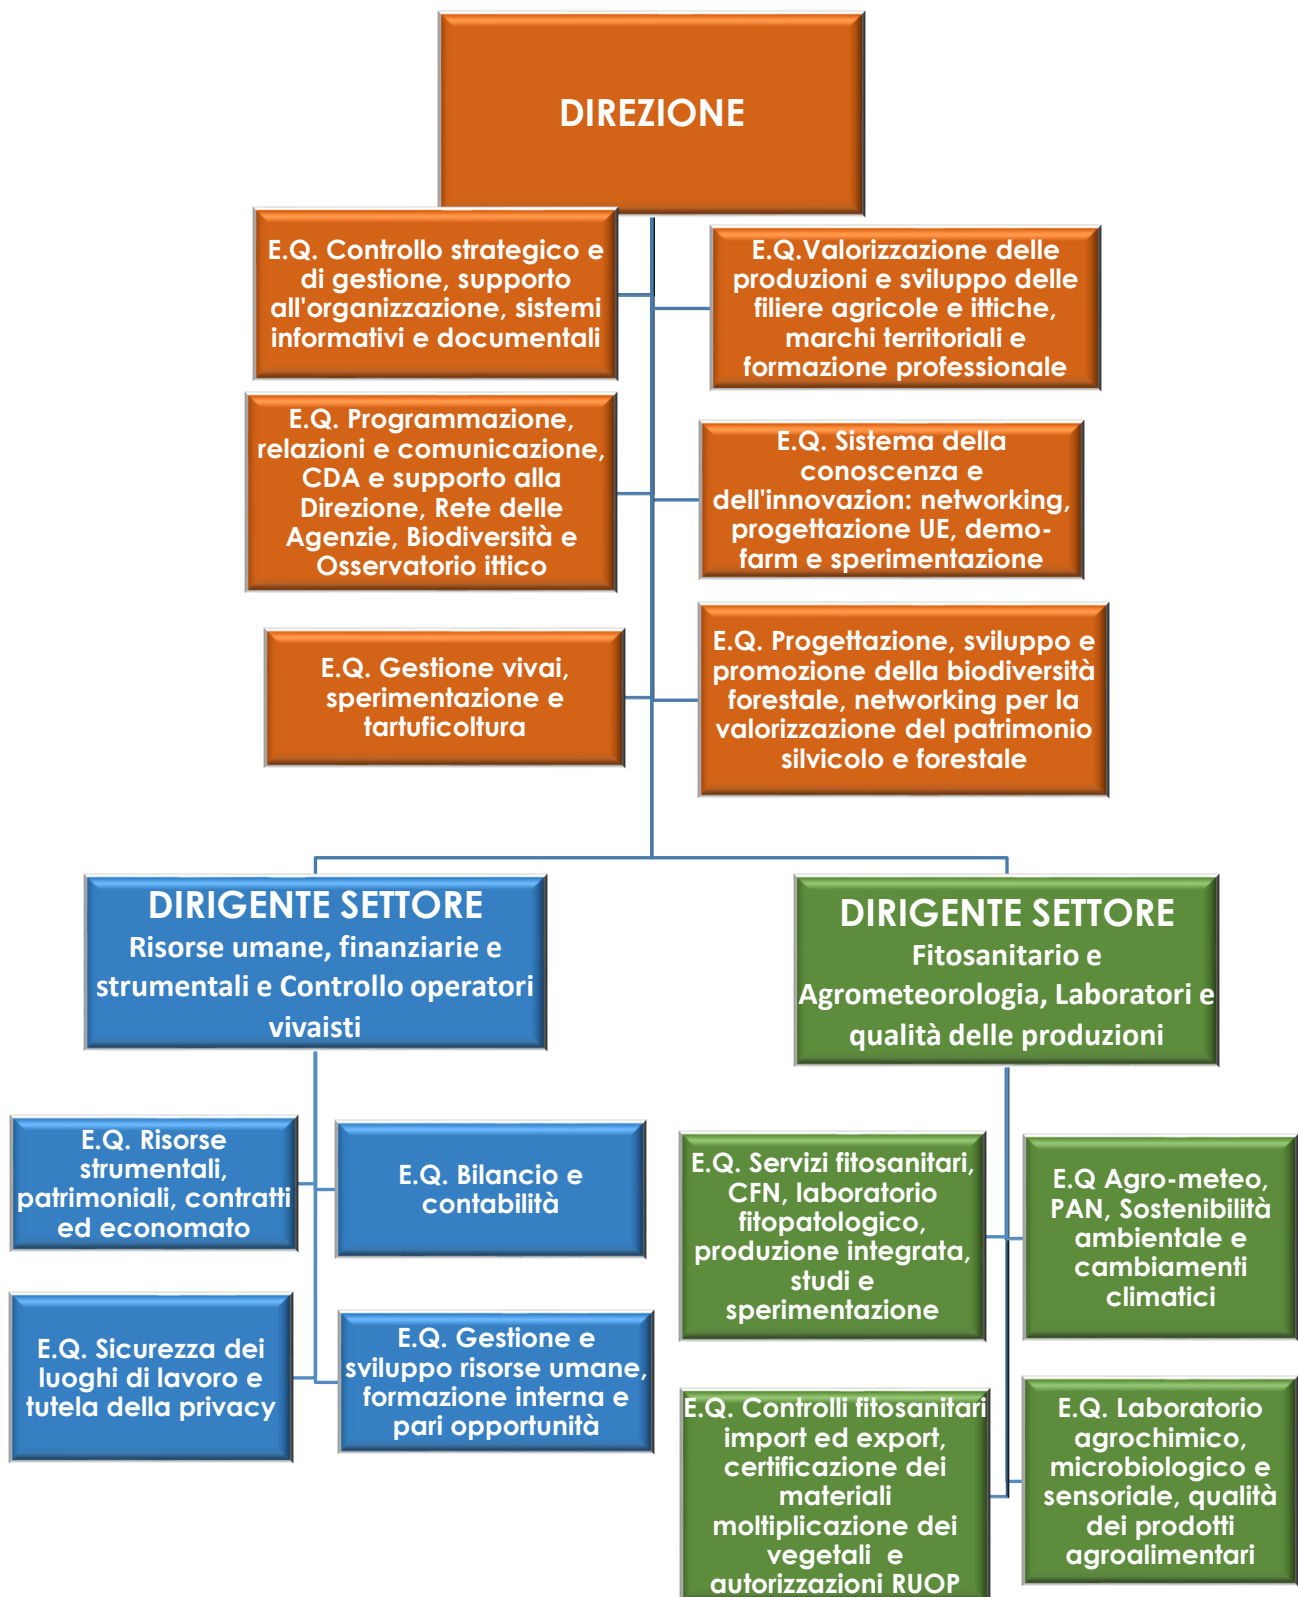 DIREZIONE
E.Q. Controllo strategico e
di gestione, supporto
all'organizzazione, sistemi
informativi e documentali
E.Q.Valorizzazione delle
produzioni e sviluppo delle
filiere agricole e ittiche,
marchi territoriali e
formazione professionale
E.Q. Programmazione,
relazioni e comunicazione,
CDA e supporto alla
Direzione, Rete delle
Agenzie, Biodiversità e
Osservatorio ittico
E.Q. Sistema della
conoscenza e
dell'innovazion: networking,
progettazione UE, demo-
farm e sperimentazione
E.Q. Gestione vivai,
sperimentazione e
tartuficoltura
E.Q. Progettazione, sviluppo e
promozione della biodiversità
forestale, networking per la
valorizzazione del patrimonio
silvicolo e forestale
DIRIGENTE SETTORE
Risorse umane, finanziarie e
strumentali e Controllo operatori
vivaisti
DIRIGENTE SETTORE
Fitosanitario e
Agrometeorologia, Laboratori e
qualità delle produzioni
E.Q. Risorse
strumentali,
patrimoniali, contratti
ed economato
E.Q. Bilancio e
contabilità
E.Q. Sicurezza dei
luoghi di lavoro e
tutela della privacy
E.Q. Gestione e
sviluppo risorse umane,
formazione interna e
pari opportunità
E.Q. Servizi fitosanitari,
CFN, laboratorio
fitopatologico,
produzione integrata,
studi e
sperimentazione
E.Q Agro-meteo,
PAN, Sostenibilità
ambientale e
cambiamenti
climatici
E.Q. Controlli fitosanitari
import ed export,
certificazione dei
materiali
moltiplicazione dei
vegetali  e
autorizzazioni RUOP
E.Q. Laboratorio
agrochimico,
microbiologico e
sensoriale, qualità
dei prodotti
agroalimentari